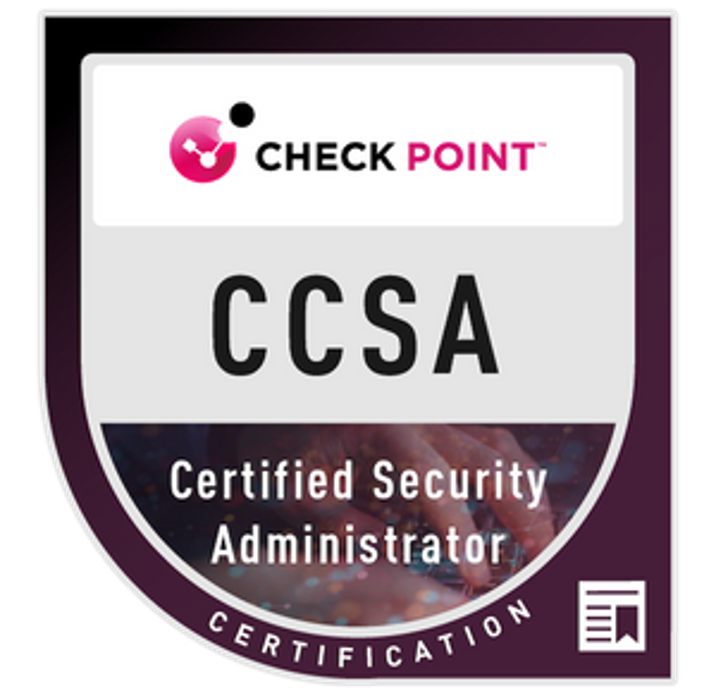 CHECK POINT™
CCSA
Certified Security
Administrator
CERTIFICATION